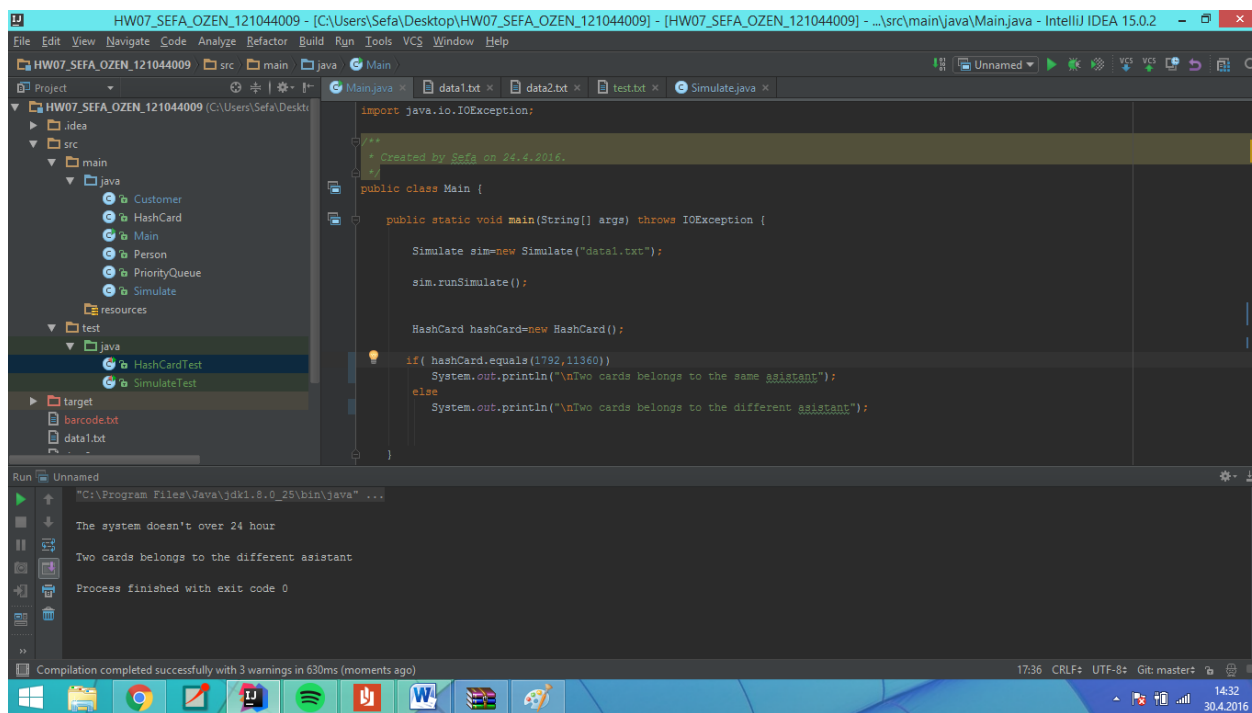 HW07_SEFA_OZEN_121044009 - [C:\Users\Sefa\Desktop\HW07_SEFA_OZEN_121044009] - [HW07_SEFA_OZEN_121044009] - ...\src\main\java\Main.java - IntelliJ IDEA 15.0.2
File Edit View Navigate Code Analyze Refactor Build Run Tools VCS Window Help
HW07_SEFA_OZEN_121044009 src main java Main
Unnamed VCS VCS
Project
Main.java data1.txt data2.txt test.txt Simulate.java
HW07_SEFA_OZEN_121044009 (C:\Users\Sefa\Deskt
.idea
src
main
java
Customer
HashCard
Main
Person
PriorityQueue
Simulate
resources
test
java
HashCardTest
SimulateTest
target
barcode.txt
data1.txt
import java.io.IOException;
/**
* Created by Sefa on 24.4.2016.
*/
public class Main {
public static void main(String[] args) throws IOException {
Simulate sim=new Simulate("data1.txt");
sim.runSimulate();
HashCard hashCard=new HashCard();
if( hashCard.equals(1792,11360))
System.out.println("\nTwo cards belongs to the same asistant");
else
System.out.println("\nTwo cards belongs to the different asistant");
}
Run Unnamed
"C:\Program Files\Java\jdk1.8.0_25\bin\java" ...
The system doesn't over 24 hour
Two cards belongs to the different asistant
Process finished with exit code 0
Compilation completed successfully with 3 warnings in 630ms (moments ago)
17:36 CRLF UTF-8 Git: master
14:32
30.4.2016